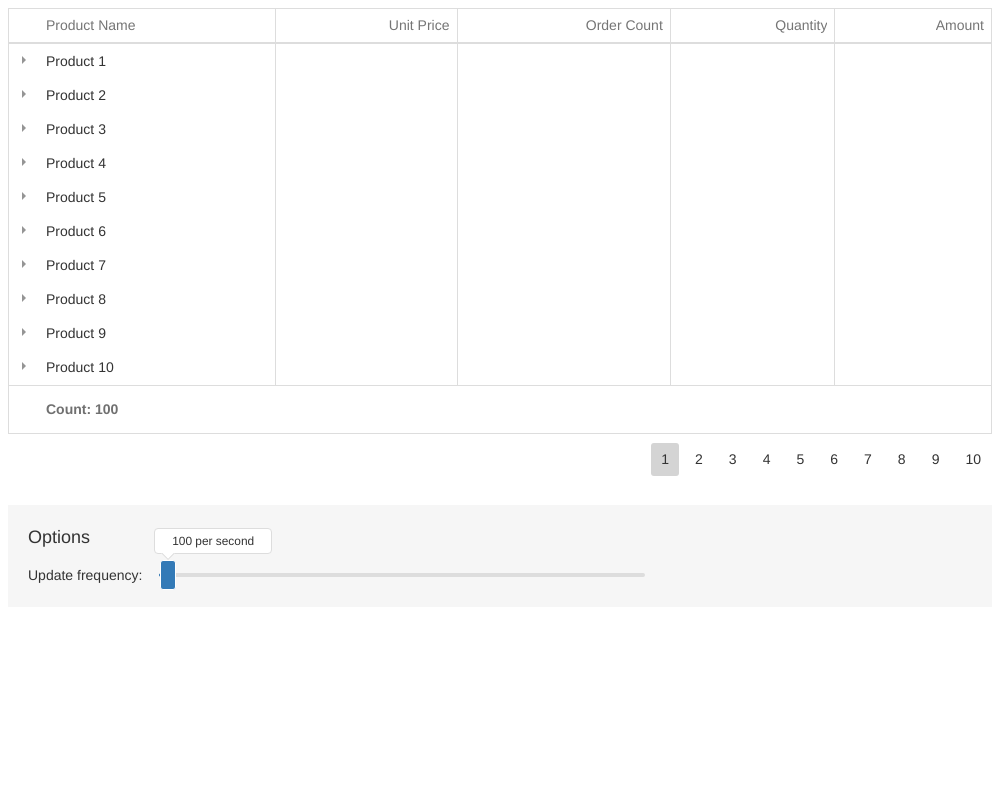 Product Name Unit Price Order Count Quantity Amount
Product 1
Product 2
Product 3
Product 4
Product 5
Product 6
Product 7
Product 8
Product 9
Product 10
Count: 100
1 2 3 4 5 6 7 8 9 10
Options
100 per second
Update frequency: